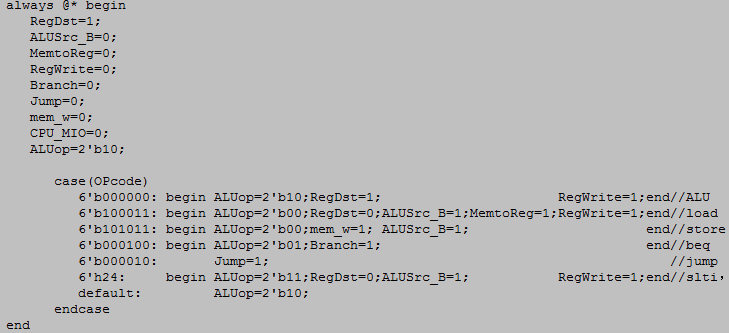 always @* begin
RegDst=1;
ALUSrc_B=0;
MemtoReg=0;
RegWrite=0;
Branch=0;
Jump=0;
mem_w=0;
CPU_MIO=0;
ALUop=2'b10;
case(OPcode)
6'b000000: begin ALUop=2'b10;RegDst=1; RegWrite=1;end//ALU
6'b100011: begin ALUop=2'b00;RegDst=0;ALUSrc_B=1;MemtoReg=1;RegWrite=1;end//load
6'b101011: begin ALUop=2'b00;mem_w=1; ALUSrc_B=1; end//store
6'b000100: begin ALUop=2'b01;Branch=1; end//beq
6'b000010: Jump=1; //jump
6'h24: begin ALUop=2'b11;RegDst=0;ALUSrc_B=1; RegWrite=1;end//slti,
default: ALUop=2'b10;
endcase
end